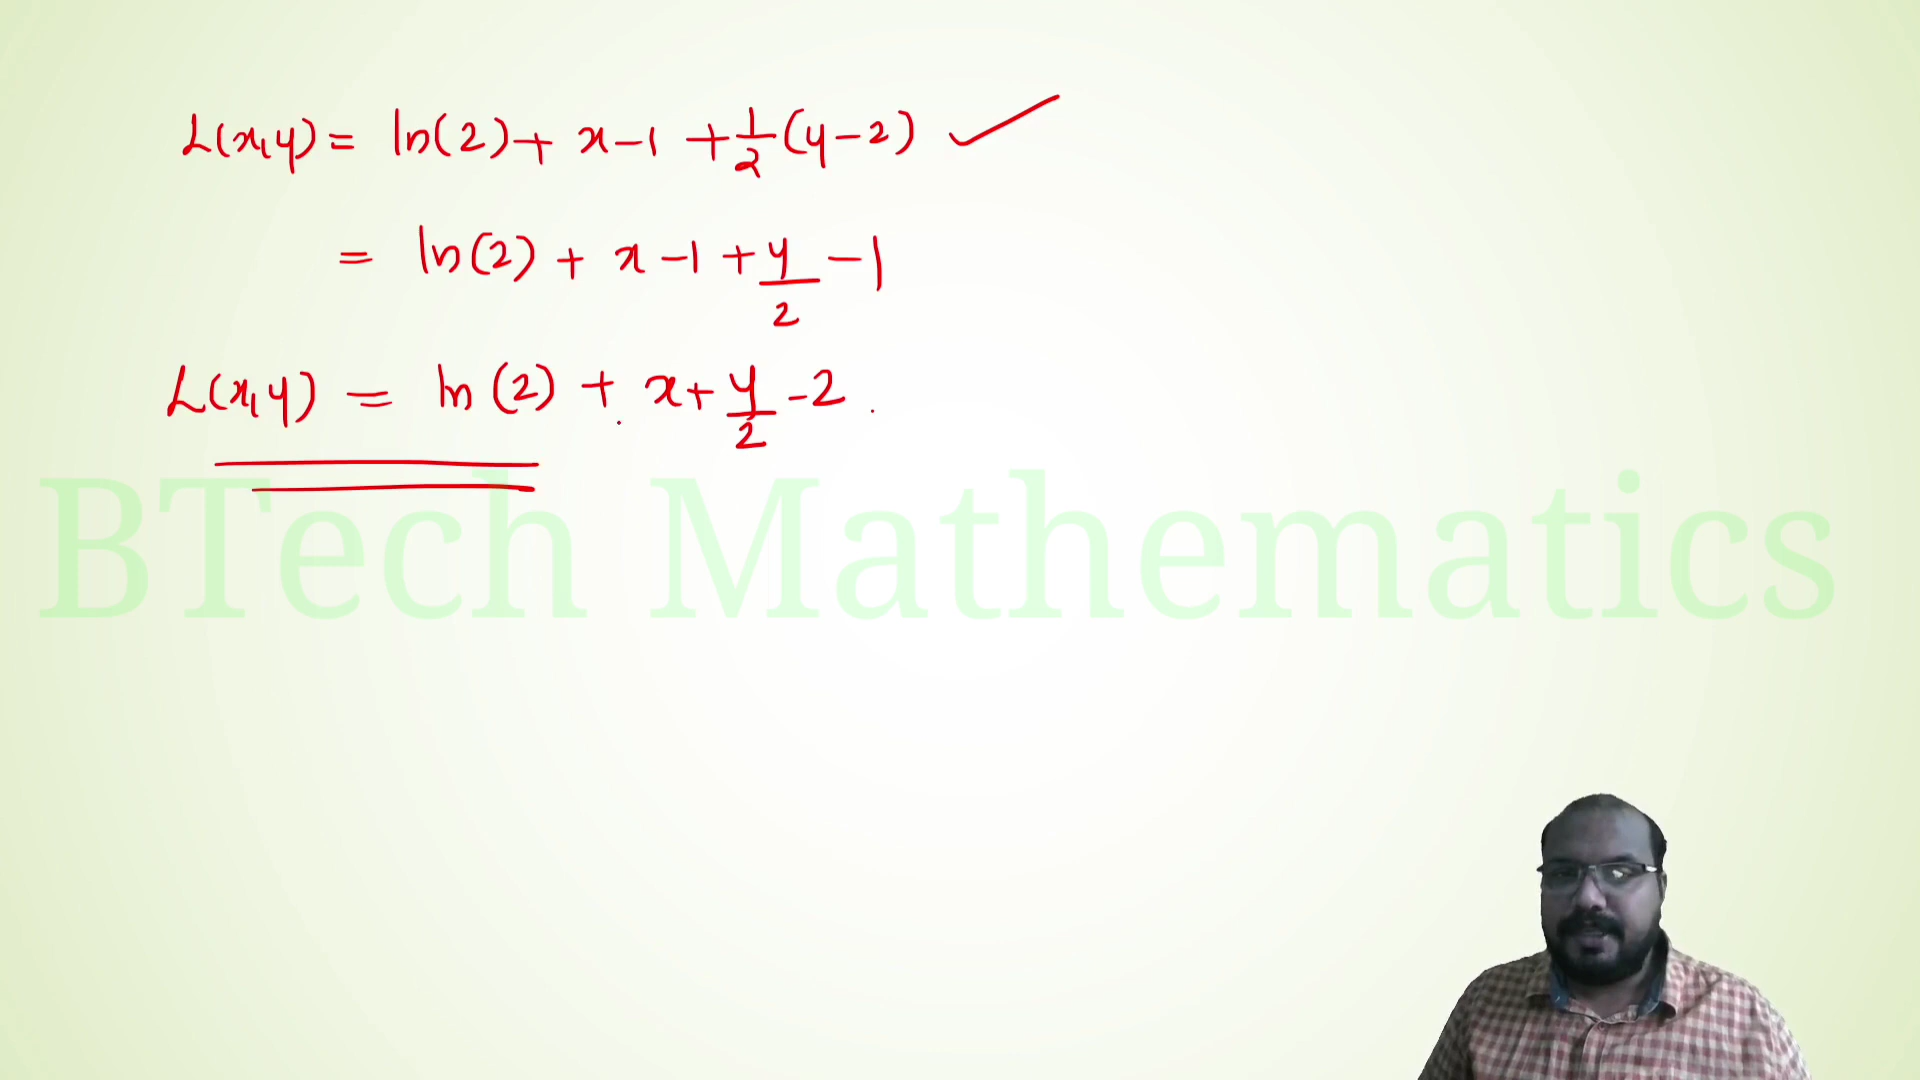 L(x,y) = ln(2) + x-1 + 1/2 (y-2) ✓
= ln(2) + x-1 + y/2 - 1
L(x,y) = ln(2) + x + y/2 - 2.
BTech Mathematics